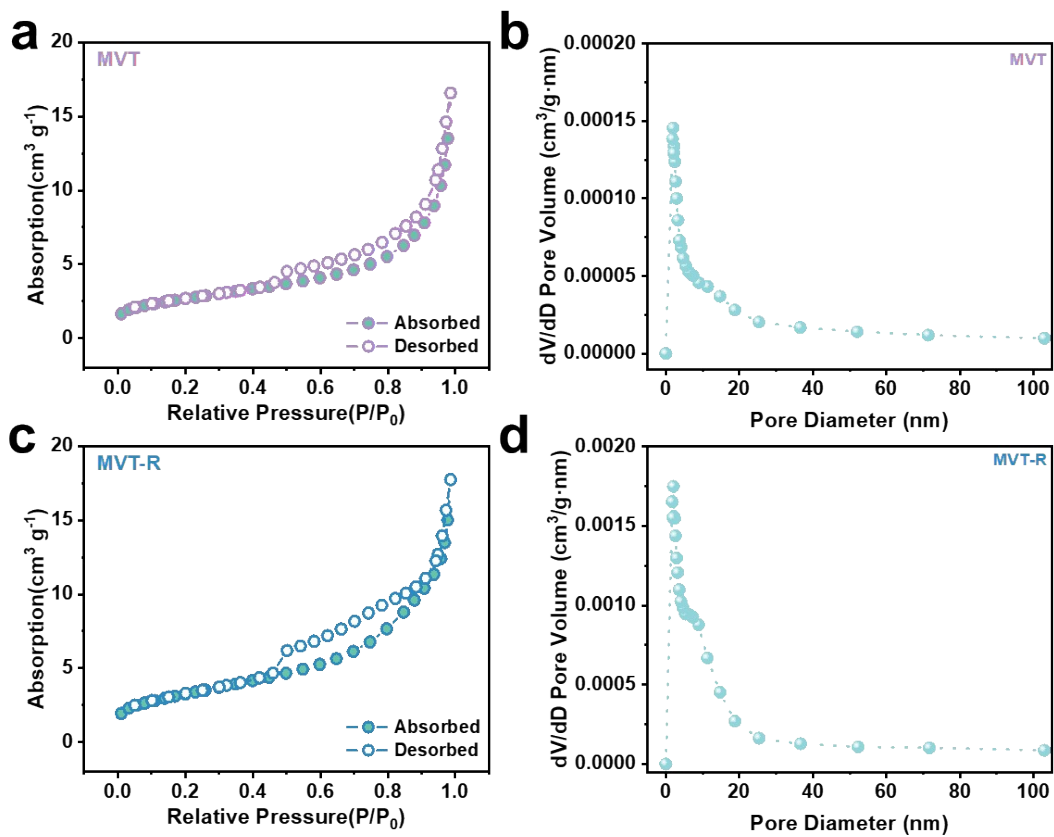 a
MVT
20
15
10
5
0
Absorption(cm³ g⁻¹)
Absorbed
Desorbed
0.0 0.2 0.4 0.6 0.8 1.0
Relative Pressure(P/P₀)
b
MVT
0.00020
0.00015
0.00010
0.00005
0.00000
dV/dD Pore Volume (cm³/g·nm)
0 20 40 60 80 100
Pore Diameter (nm)
c
MVT-R
20
15
10
5
0
Absorption(cm³ g⁻¹)
Absorbed
Desorbed
0.0 0.2 0.4 0.6 0.8 1.0
Relative Pressure(P/P₀)
d
MVT-R
0.0020
0.0015
0.0010
0.0005
0.0000
dV/dD Pore Volume (cm³/g·nm)
0 20 40 60 80 100
Pore Diameter (nm)